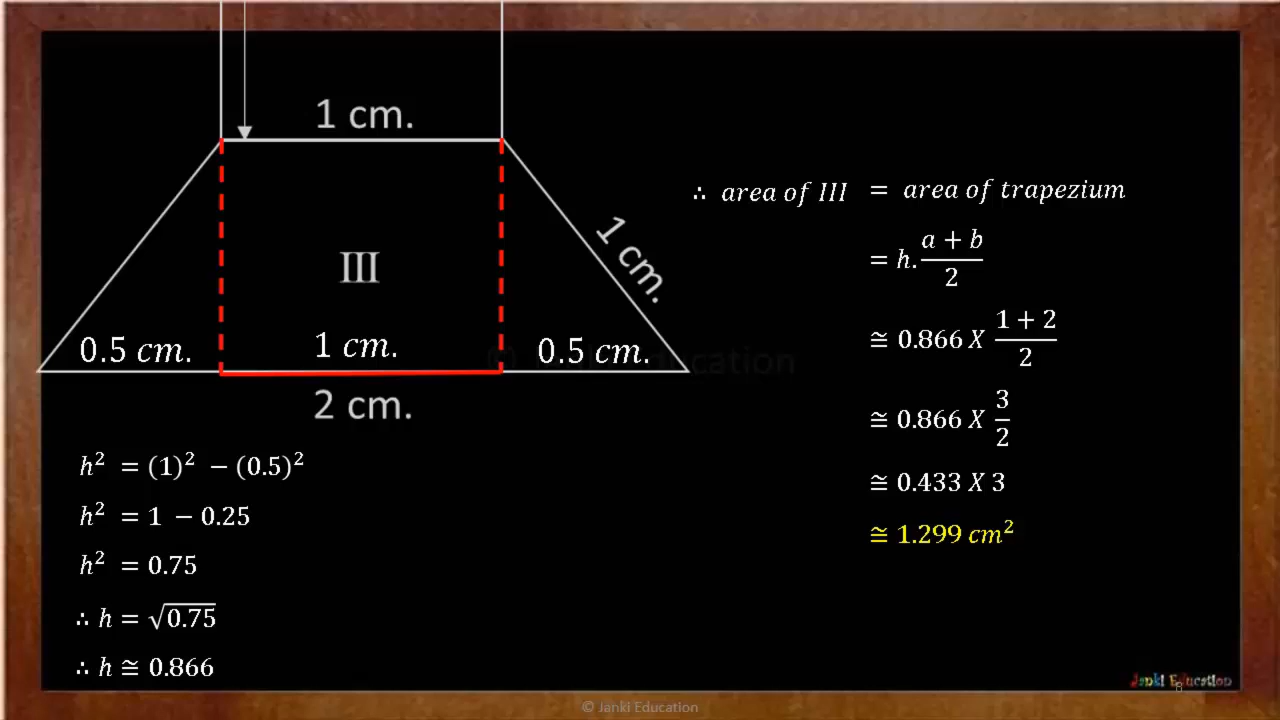 1 cm.
1 cm.
III
0.5 cm.
1 cm.
0.5 cm.
2 cm.
h² = (1)² − (0.5)²
h² = 1 − 0.25
h² = 0.75
∴ h = √0.75
∴ h ≅ 0.866
∴ area of III = area of trapezium
= h. (a + b)/2
≅ 0.866 X (1 + 2)/2
≅ 0.866 X 3/2
≅ 0.433 X 3
≅ 1.299 cm²
Janki Education
8
© Janki Education